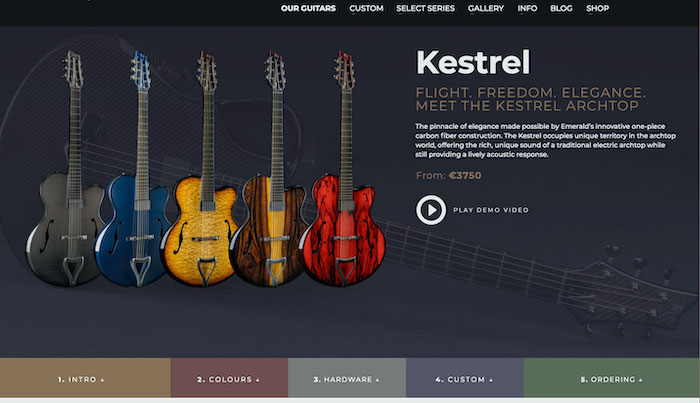 OUR GUITARS CUSTOM SELECT SERIES GALLERY INFO BLOG SHOP
Kestrel
FLIGHT. FREEDOM. ELEGANCE.
MEET THE KESTREL ARCHTOP
The pinnacle of elegance made possible by Emerald's innovative one-piece
carbon fiber construction. The Kestrel occupies unique territory in the archtop
world, offering the rich, unique sound of a traditional electric archtop while
still providing a lively acoustic response.
From: €3750
PLAY DEMO VIDEO
1. INTRO ↓ 2. COLOURS ↓ 3. HARDWARE ↓ 4. CUSTOM ↓ 5. ORDERING ↓